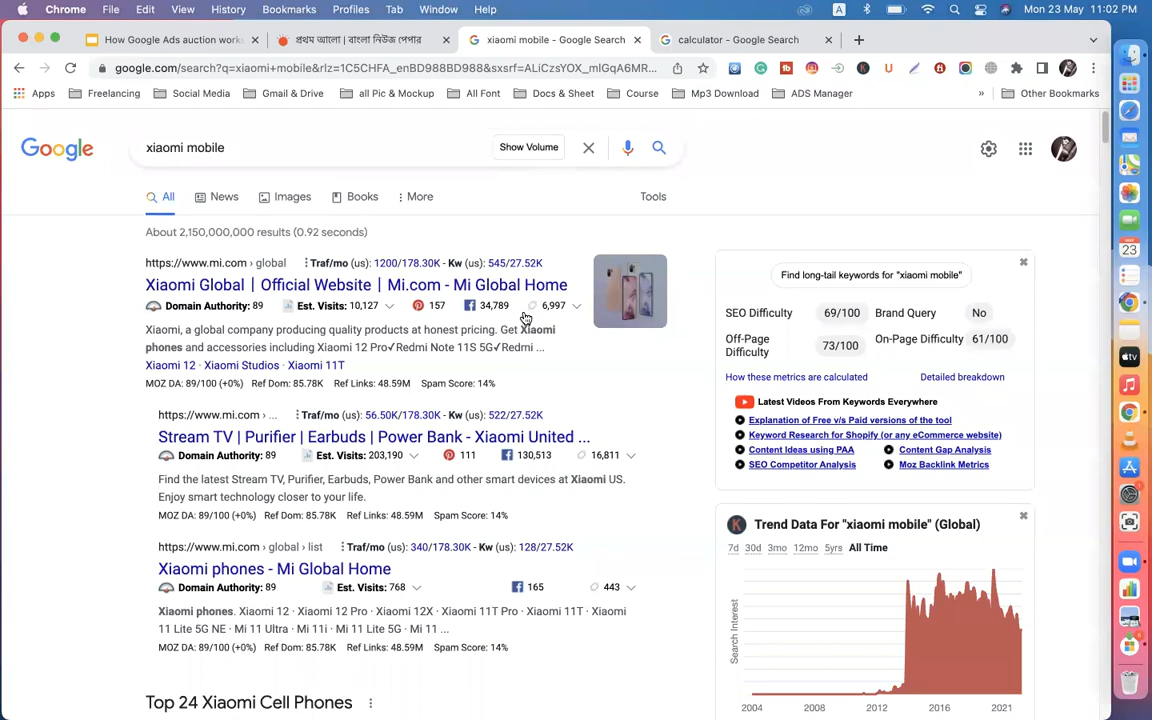 Chrome File Edit View History Bookmarks Profiles Tab Window Help A Mon 23 May 11:02 PM
How Google Ads auction work
প্রথম আলো | বাংলা নিউজ পেপার
xiaomi mobile - Google Search
calculator - Google Search
google.com/search?q=xiaomi+mobile&rlz=1C5CHFA_enBD988BD988&sxsrf=ALiCzsYOX_mlGqA6MR...
Apps Freelancing Social Media Gmail & Drive all Pic & Mockup All Font Docs & Sheet Course Mp3 Download ADS Manager » Other Bookmarks
Google
xiaomi mobile
Show Volume
All News Images Books More Tools
About 2,150,000,000 results (0.92 seconds)
https://www.mi.com › global Traf/mo (us): 1200/178.30K - Kw (us): 545/27.52K
Xiaomi Global | Official Website | Mi.com - Mi Global Home
Domain Authority: 89 Est. Visits: 10,127 157 34,789 6,997
Xiaomi, a global company producing quality products at honest pricing. Get Xiaomi
phones and accessories including Xiaomi 12 Pro✓Redmi Note 11S 5G✓Redmi ...
Xiaomi 12 · Xiaomi Studios · Xiaomi 11T
MOZ DA: 89/100 (+0%) Ref Dom: 85.78K Ref Links: 48.59M Spam Score: 14%
https://www.mi.com › ... Traf/mo (us): 56.50K/178.30K - Kw (us): 522/27.52K
Stream TV | Purifier | Earbuds | Power Bank - Xiaomi United ...
Domain Authority: 89 Est. Visits: 203,190 111 130,513 16,811
Find the latest Stream TV, Purifier, Earbuds, Power Bank and other smart devices at Xiaomi US.
Enjoy smart technology closer to your life.
MOZ DA: 89/100 (+0%) Ref Dom: 85.78K Ref Links: 48.59M Spam Score: 14%
https://www.mi.com › global › list Traf/mo (us): 340/178.30K - Kw (us): 128/27.52K
Xiaomi phones - Mi Global Home
Domain Authority: 89 Est. Visits: 768 165 443
Xiaomi phones. Xiaomi 12 · Xiaomi 12 Pro · Xiaomi 12X · Xiaomi 11T Pro · Xiaomi 11T · Xiaomi
11 Lite 5G NE · Mi 11 Ultra · Mi 11i · Mi 11 Lite 5G · Mi 11 ...
MOZ DA: 89/100 (+0%) Ref Dom: 85.78K Ref Links: 48.59M Spam Score: 14%
Top 24 Xiaomi Cell Phones
Find long-tail keywords for "xiaomi mobile"
SEO Difficulty 69/100 Brand Query No
Off-Page Difficulty 73/100 On-Page Difficulty 61/100
How these metrics are calculated Detailed breakdown
Latest Videos From Keywords Everywhere
Explanation of Free v/s Paid versions of the tool
Keyword Research for Shopify (or any eCommerce website)
Content Ideas using PAA Content Gap Analysis
SEO Competitor Analysis Moz Backlink Metrics
K Trend Data For "xiaomi mobile" (Global)
7d 30d 3mo 12mo 5yrs All Time
Search Interest
2004 2008 2012 2016 2021